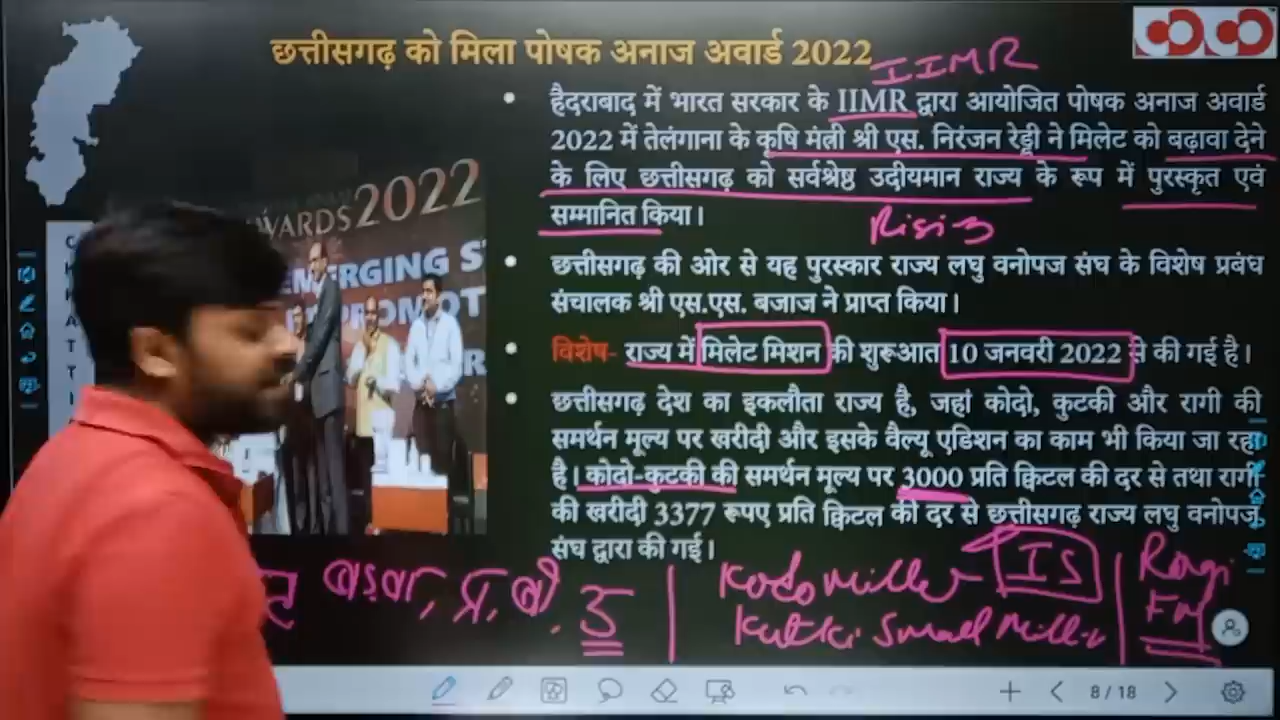 छत्तीसगढ़ को मिला पोषक अनाज अवार्ड 2022
IIMR
हैदराबाद में भारत सरकार के IIMR द्वारा आयोजित पोषक अनाज अवार्ड
2022 में तेलंगाना के कृषि मंत्री श्री एस. निरंजन रेड्डी ने मिलेट को बढ़ावा देने
के लिए छत्तीसगढ़ को सर्वश्रेष्ठ उदीयमान राज्य के रूप में पुरस्कृत एवं
सम्मानित किया।
Rising
छत्तीसगढ़ की ओर से यह पुरस्कार राज्य लघु वनोपज संघ के विशेष प्रबंध
संचालक श्री एस.एस. बजाज ने प्राप्त किया।
विशेष- राज्य में मिलेट मिशन की शुरूआत 10 जनवरी 2022 से की गई है।
छत्तीसगढ़ देश का इकलौता राज्य है, जहां कोदो, कुटकी और रागी की
समर्थन मूल्य पर खरीदी और इसके वैल्यू एडिशन का काम भी किया जा रहा
है। कोदो-कुटकी की समर्थन मूल्य पर 3000 प्रति क्विटल की दर से तथा रागी
की खरीदी 3377 रूपए प्रति क्विटल की दर से छत्तीसगढ़ राज्य लघु वनोपज
संघ द्वारा की गई।
AWARDS 2022
EMERGING S
PROMOT
C
H
H
A
T
T
I
Kodo millet IS
Kutki Small Millet
Ragi
FM
8 / 18